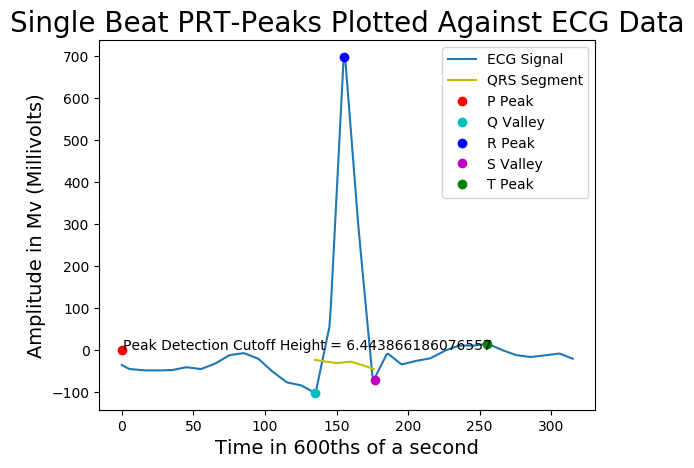 Single Beat PRT-Peaks Plotted Against ECG Data
Amplitude in Mv (Millivolts)
700
600
500
400
300
200
100
0
−100
ECG Signal
QRS Segment
P Peak
Q Valley
R Peak
S Valley
T Peak
Peak Detection Cutoff Height = 6.443866186076557
0
50
100
150
200
250
300
Time in 600ths of a second